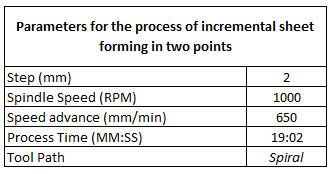 Parameters for the process of incremental sheet
forming in two points
Step (mm) 2
Spindle Speed (RPM) 1000
Speed advance (mm/min) 650
Process Time (MM:SS) 19:02
Tool Path Spiral